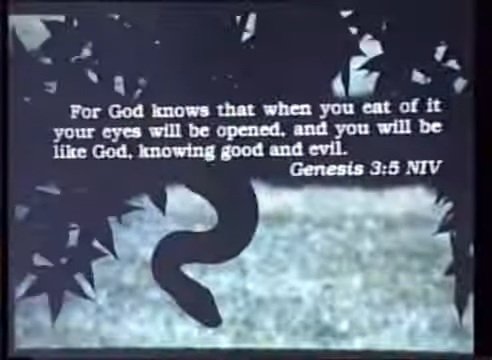 For God knows that when you eat of it
your eyes will be opened, and you will be
like God, knowing good and evil.
Genesis 3:5 NIV